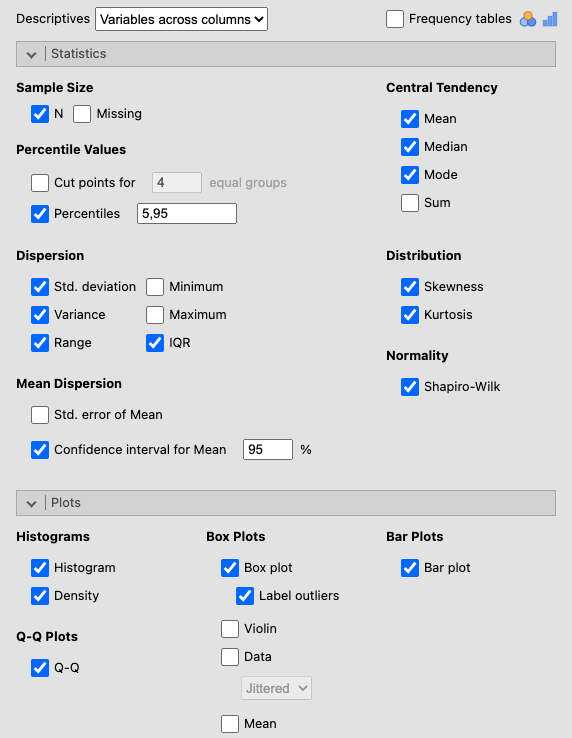 Descriptives Variables across columns Frequency tables
Statistics
Sample Size Central Tendency
N Missing Mean
Percentile Values Median
Cut points for 4 equal groups Mode
Percentiles 5,95 Sum
Dispersion Distribution
Std. deviation Minimum Skewness
Variance Maximum Kurtosis
Range IQR Normality
Mean Dispersion Shapiro-Wilk
Std. error of Mean
Confidence interval for Mean 95 %
Plots
Histograms Box Plots Bar Plots
Histogram Box plot Bar plot
Density Label outliers
Q-Q Plots Violin
Q-Q Data
Jittered
Mean